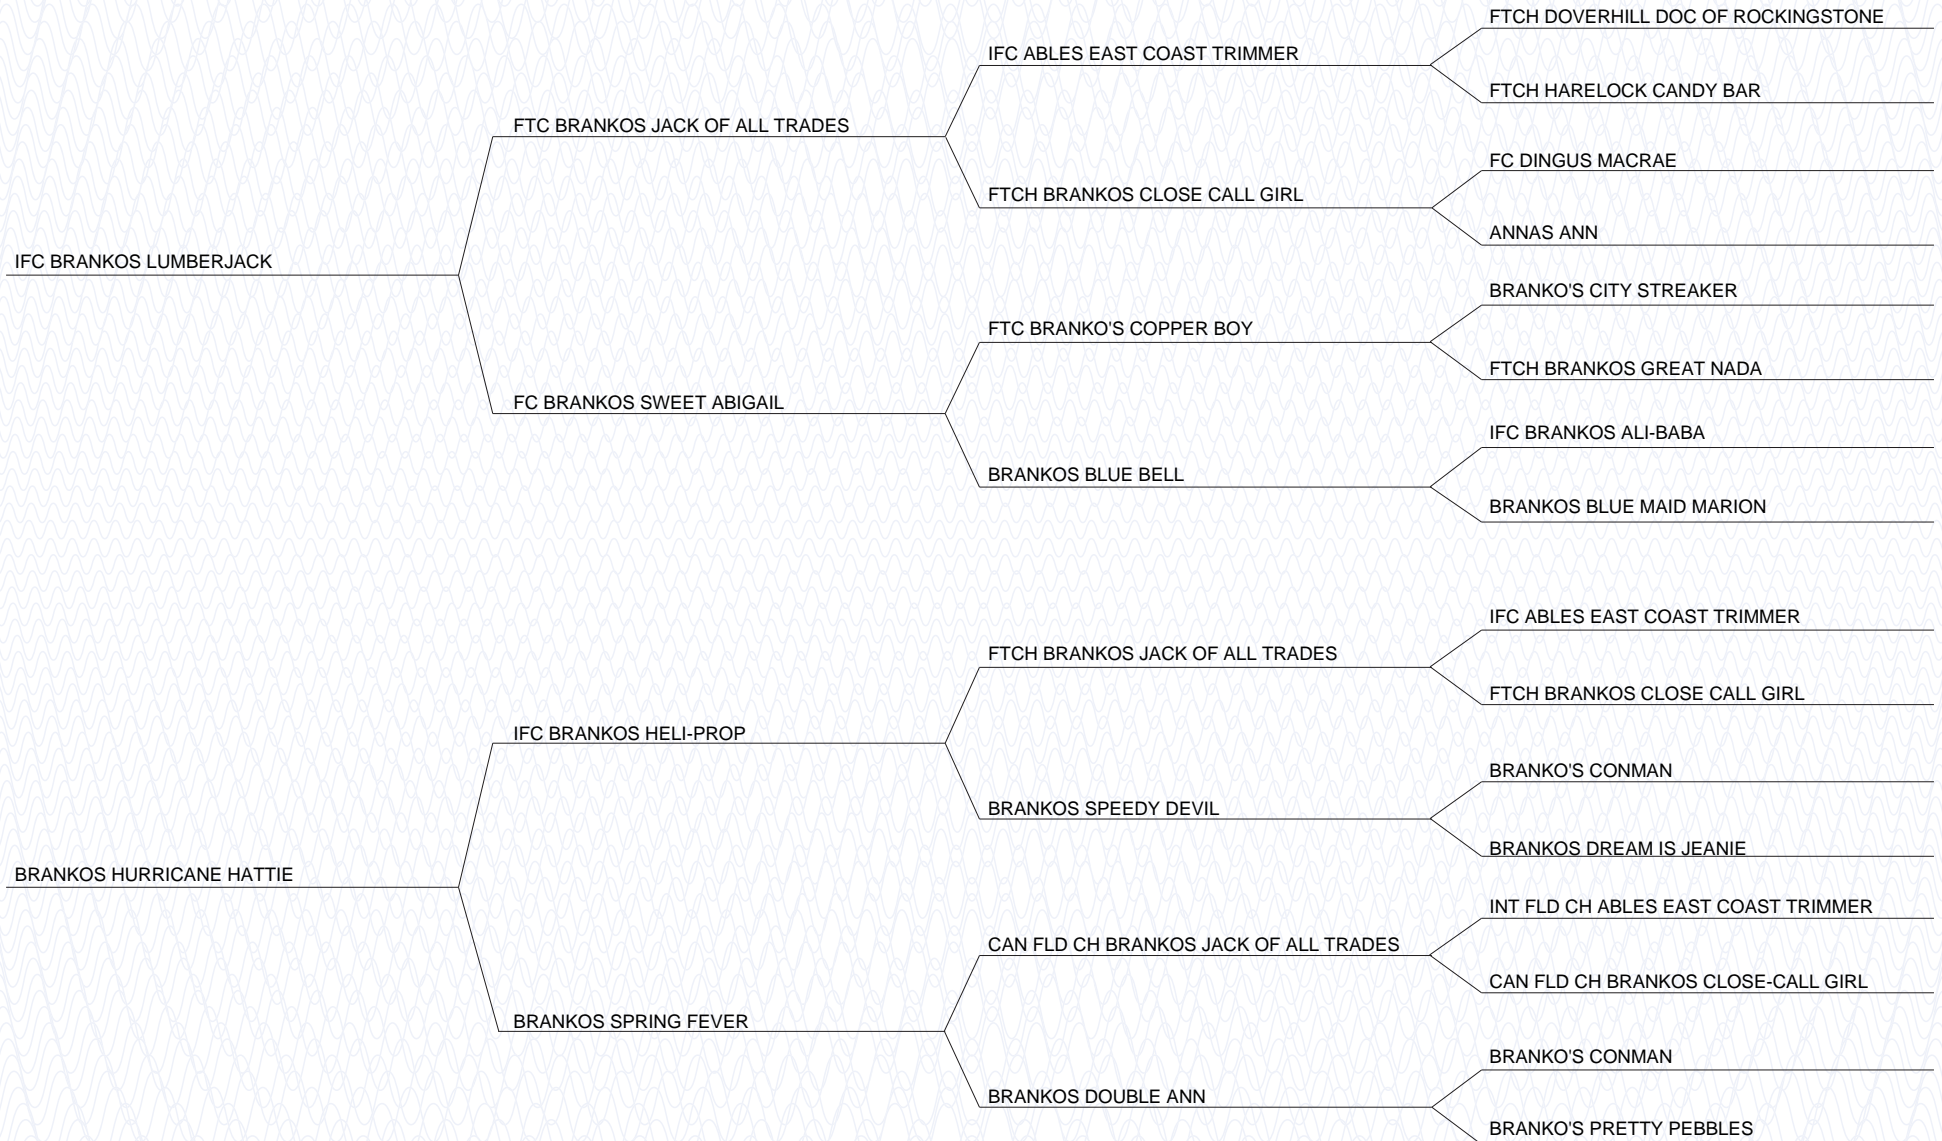 FTCH DOVERHILL DOC OF ROCKINGSTONE
IFC ABLES EAST COAST TRIMMER
FTCH HARELOCK CANDY BAR
FTC BRANKOS JACK OF ALL TRADES
FC DINGUS MACRAE
FTCH BRANKOS CLOSE CALL GIRL
ANNAS ANN
IFC BRANKOS LUMBERJACK
BRANKO'S CITY STREAKER
FTC BRANKO'S COPPER BOY
FTCH BRANKOS GREAT NADA
FC BRANKOS SWEET ABIGAIL
IFC BRANKOS ALI-BABA
BRANKOS BLUE BELL
BRANKOS BLUE MAID MARION
IFC ABLES EAST COAST TRIMMER
FTCH BRANKOS JACK OF ALL TRADES
FTCH BRANKOS CLOSE CALL GIRL
IFC BRANKOS HELI-PROP
BRANKO'S CONMAN
BRANKOS SPEEDY DEVIL
BRANKOS DREAM IS JEANIE
BRANKOS HURRICANE HATTIE
INT FLD CH ABLES EAST COAST TRIMMER
CAN FLD CH BRANKOS JACK OF ALL TRADES
CAN FLD CH BRANKOS CLOSE-CALL GIRL
BRANKOS SPRING FEVER
BRANKO'S CONMAN
BRANKOS DOUBLE ANN
BRANKO'S PRETTY PEBBLES